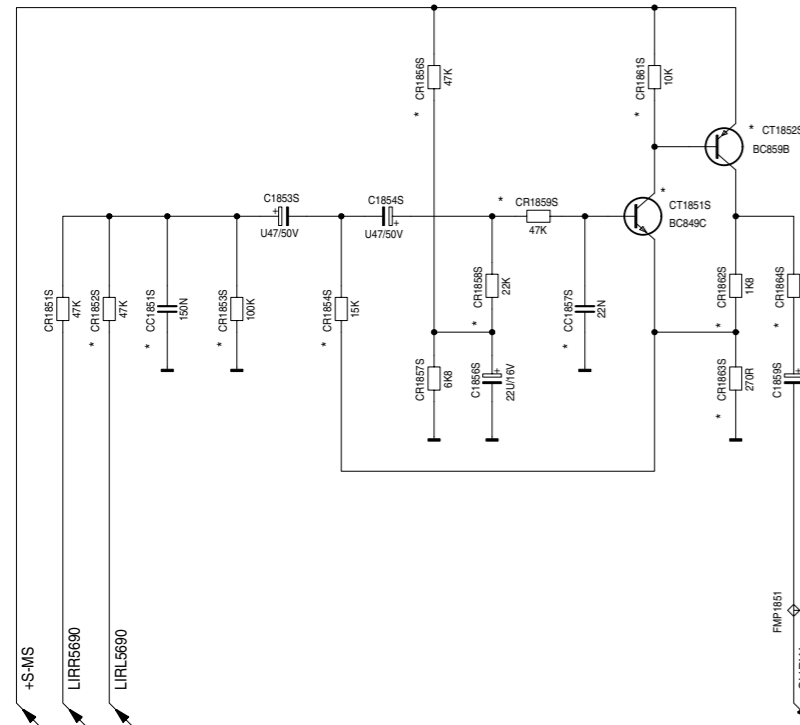 CR1856S
47K
*
CR1861S
10K
*
* CT1852S
BC859B
C1853S
+
U47/50V
C1854S
+
U47/50V
*
CR1859S
47K
*
CT1851S
BC849C
CR1851S
47K
CR1852S
47K
*
CC1851S
150N
*
CR1853S
100K
*
CR1854S
15K
*
CR1858S
22K
*
CC1857S
22N
*
CR1862S
1K8
*
CR1864S
*
CR1857S
6K8
C1856S
+
22U/16V
CR1863S
270R
*
C1859S
+
FMP1851
+S-MS
LIRR5690
LIRL5690